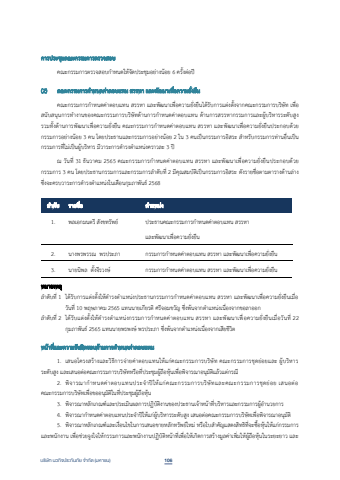 การประชุมคณะกรรมการตรวจสอบ
คณะกรรมการตรวจสอบกำหนดให้จัดประชุมอย่างน้อย 6 ครั้งต่อปี
03 คณะกรรมการกำหนดค่าตอบแทน สรรหา และพัฒนาเพื่อความยั่งยืน
คณะกรรมการกำหนดค่าตอบแทน สรรหา และพัฒนาเพื่อความยั่งยืนได้รับการแต่งตั้งจากคณะกรรมการบริษัท เพื่อ
สนับสนุนการทำงานของคณะกรรมการบริษัทด้านการกำหนดค่าตอบแทน ด้านการสรรหากรรมการและผู้บริหารระดับสูง
รวมทั้งด้านการพัฒนาเพื่อความยั่งยืน คณะกรรมการกำหนดค่าตอบแทน สรรหา และพัฒนาเพื่อความยั่งยืนประกอบด้วย
กรรมการอย่างน้อย 3 คน โดยประธานและกรรมการอย่างน้อย 2 ใน 3 คนเป็นกรรมการอิสระ สำหรับกรรมการท่านอื่นเป็น
กรรมการที่ไม่เป็นผู้บริหาร มีวาระการดำรงตำแหน่งคราวละ 3 ปี
ณ วันที่ 31 ธันวาคม 2565 คณะกรรมการกำหนดค่าตอบแทน สรรหา และพัฒนาเพื่อความยั่งยืนประกอบด้วย
กรรมการ 3 คน โดยประธานกรรมการและกรรมการลำดับที่ 2 มีคุณสมบัติเป็นกรรมการอิสระ ดังรายชื่อตามตารางด้านล่าง
ซึ่งจะครบวาระการดำรงตำแหน่งในเดือนกุมภาพันธ์ 2568
ลำดับ รายชื่อ ตำแหน่ง
1. พลเอกมนตรี สังขทรัพย์ ประธานคณะกรรมการกำหนดค่าตอบแทน สรรหา
และพัฒนาเพื่อความยั่งยืน
2. นางพรพรรณ พรประภา กรรมการกำหนดค่าตอบแทน สรรหา และพัฒนาเพื่อความยั่งยืน
3. นายนิพล ตั้งจีรวงษ์ กรรมการกำหนดค่าตอบแทน สรรหา และพัฒนาเพื่อความยั่งยืน
หมายเหตุ
ลำดับที่ 1 ได้รับการแต่งตั้งให้ดำรงตำแหน่งประธานกรรมการกำหนดค่าตอบแทน สรรหา และพัฒนาเพื่อความยั่งยืนเมื่อ
วันที่ 10 พฤษภาคม 2565 แทนนายเกียรติ ศรีจอมขวัญ ซึ่งพ้นจากตำแหน่งเนื่องจากขอลาออก
ลำดับที่ 2 ได้รับแต่งตั้งให้ดำรงตำแหน่งกรรมการกำหนดค่าตอบแทน สรรหา และพัฒนาเพื่อความยั่งยืนเมื่อวันที่ 22
กุมภาพันธ์ 2565 แทนนายพรพงษ์ พรประภา ซึ่งพ้นจากตำแหน่งเนื่องจากเสียชีวิต
หน้าที่และความรับผิดชอบด้านการกำหนดค่าตอบแทน
1. เสนอโครงสร้างและวิธีการจ่ายค่าตอบแทนให้แก่คณะกรรมการบริษัท คณะกรรมการชุดย่อยและ ผู้บริหาร
ระดับสูง และเสนอต่อคณะกรรมการบริษัทหรือที่ประชุมผู้ถือหุ้นเพื่อพิจารณาอนุมัติแล้วแต่กรณี
2. พิจารณากำหนดค่าตอบแทนประจำปีให้แก่คณะกรรมการบริษัทและคณะกรรมการชุดย่อย เสนอต่อ
คณะกรรมการบริษัทเพื่อขออนุมัติในที่ประชุมผู้ถือหุ้น
3. พิจารณาหลักเกณฑ์และประเมินผลการปฏิบัติงานของประธานเจ้าหน้าที่บริหารและกรรมการผู้อำนวยการ
4. พิจารณากำหนดค่าตอบแทนประจำปีให้แก่ผู้บริหารระดับสูง เสนอต่อคณะกรรมการบริษัทเพื่อพิจารณาอนุมัติ
5. พิจารณาหลักเกณฑ์และเงื่อนไขในการเสนอขายหลักทรัพย์ใหม่ หรือใบสำคัญแสดงสิทธิที่จะซื้อหุ้นให้แก่กรรมการ
และพนักงาน เพื่อช่วยจูงใจให้กรรมการและพนักงานปฏิบัติหน้าที่เพื่อให้เกิดการสร้างมูลค่าเพิ่มให้ผู้ถือหุ้นในระยะยาว และ
106